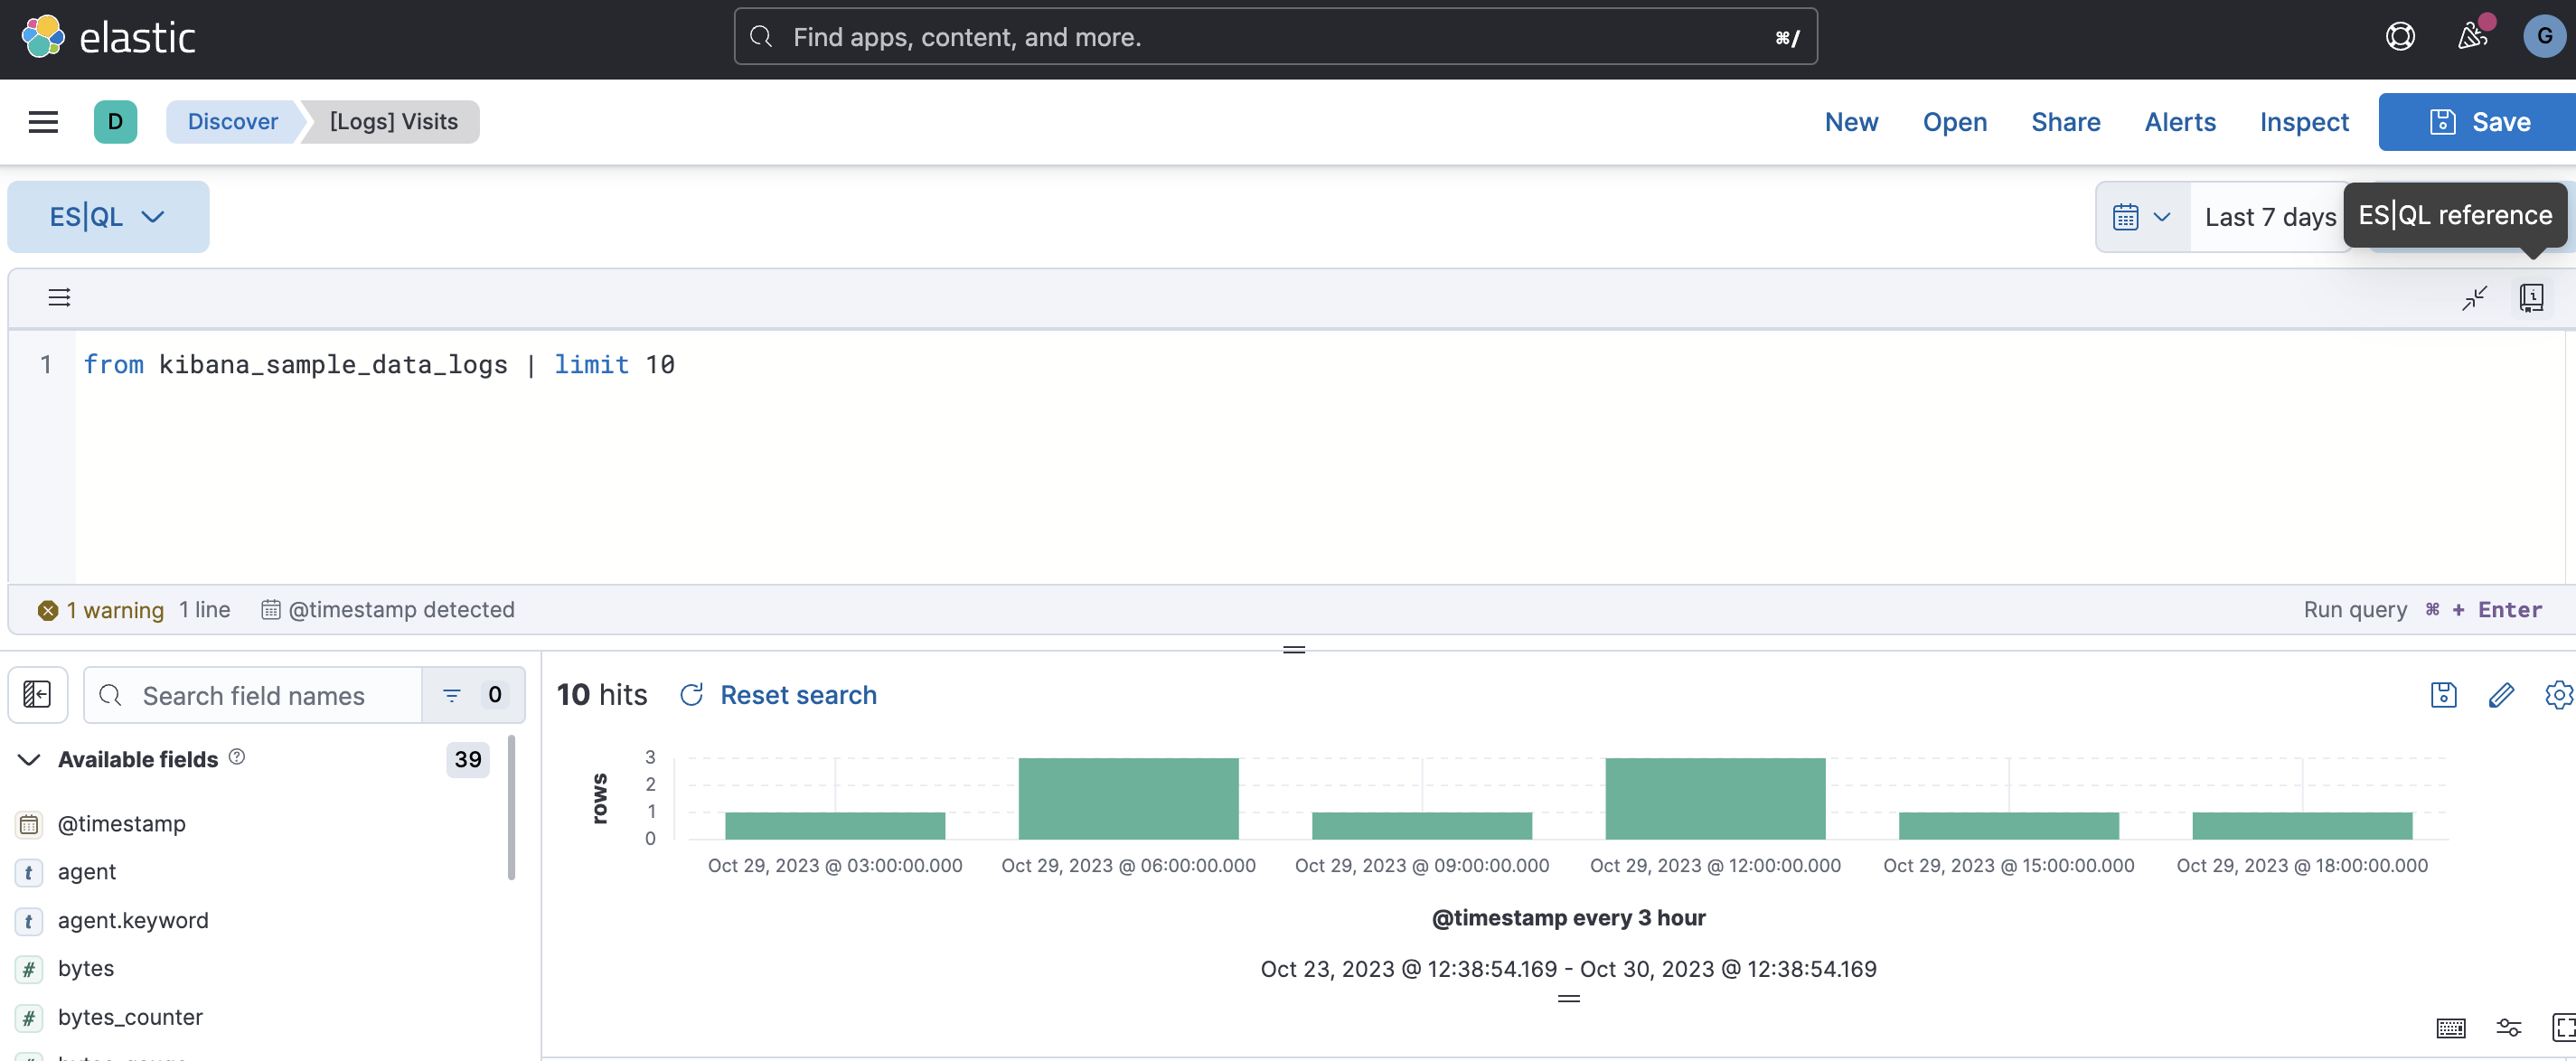 elastic
Find apps, content, and more.
⌘/
G
D
Discover
[Logs] Visits
New
Open
Share
Alerts
Inspect
Save
ES|QL
Last 7 days
ES|QL reference
1
from kibana_sample_data_logs | limit 10
1 warning
1 line
@timestamp detected
Run query ⌘ + Enter
Search field names
0
10 hits
Reset search
Available fields
39
@timestamp
t agent
t agent.keyword
# bytes
# bytes_counter
rows
3
2
1
0
Oct 29, 2023 @ 03:00:00.000
Oct 29, 2023 @ 06:00:00.000
Oct 29, 2023 @ 09:00:00.000
Oct 29, 2023 @ 12:00:00.000
Oct 29, 2023 @ 15:00:00.000
Oct 29, 2023 @ 18:00:00.000
@timestamp every 3 hour
Oct 23, 2023 @ 12:38:54.169 - Oct 30, 2023 @ 12:38:54.169